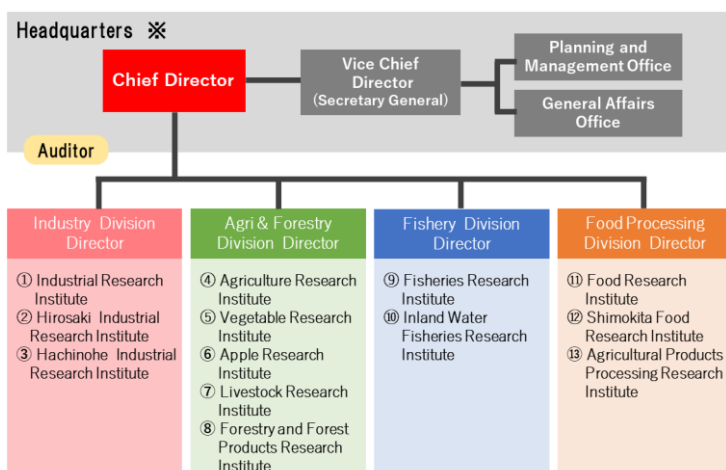 Headquarters ※
Chief Director
Vice Chief
Director
(Secretary General)
Planning and
Management Office
General Affairs
Office
Auditor
Industry Division
Director
① Industrial Research
Institute
② Hirosaki Industrial
Research Institute
③ Hachinohe Industrial
Research Institute
Agri & Forestry
Division Director
④ Agriculture Research
Institute
⑤ Vegetable Research
Institute
⑥ Apple Research
Institute
⑦ Livestock Research
Institute
⑧ Forestry and Forest
Products Research
Institute
Fishery Division
Director
⑨ Fisheries Research
Institute
⑩ Inland Water
Fisheries Research
Institute
Food Processing
Division Director
⑪ Food Research
Institute
⑫ Shimokita Food
Research Institute
⑬ Agricultural Products
Processing Research
Institute